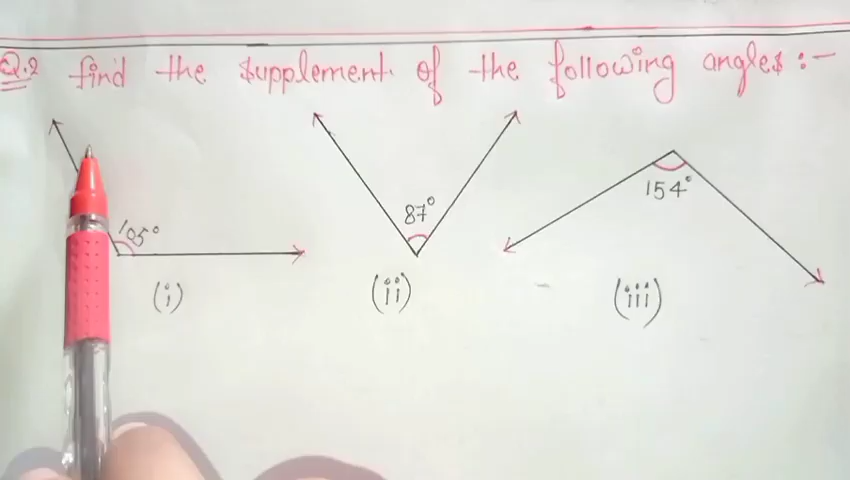 Q.2 find the supplement of the following angles:-
105° 87° 154°
(i) (ii) (iii)